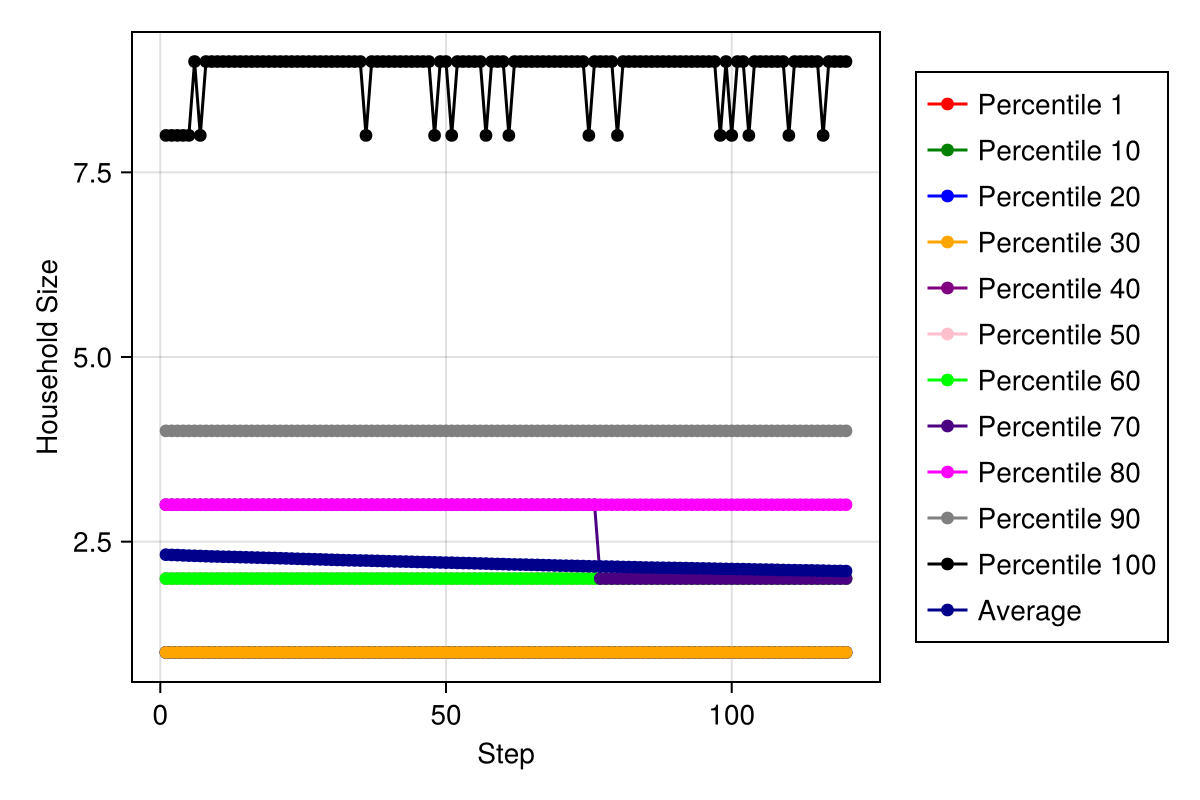 7.5
5.0
2.5
Household Size
0
50
100
Step
Percentile 1
Percentile 10
Percentile 20
Percentile 30
Percentile 40
Percentile 50
Percentile 60
Percentile 70
Percentile 80
Percentile 90
Percentile 100
Average